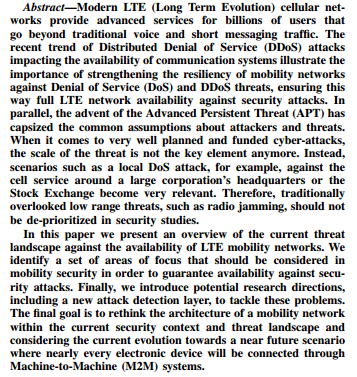 Abstract—Modern LTE (Long Term Evolution) cellular net-
works provide advanced services for billions of users that
go beyond traditional voice and short messaging traffic. The
recent trend of Distributed Denial of Service (DDoS) attacks
impacting the availability of communication systems illustrate the
importance of strengthening the resiliency of mobility networks
against Denial of Service (DoS) and DDoS threats, ensuring this
way full LTE network availability against security attacks. In
parallel, the advent of the Advanced Persistent Threat (APT) has
capsized the common assumptions about attackers and threats.
When it comes to very well planned and funded cyber-attacks,
the scale of the threat is not the key element anymore. Instead,
scenarios such as a local DoS attack, for example, against the
cell service around a large corporation's headquarters or the
Stock Exchange become very relevant. Therefore, traditionally
overlooked low range threats, such as radio jamming, should not
be de-prioritized in security studies.
In this paper we present an overview of the current threat
landscape against the availability of LTE mobility networks. We
identify a set of areas of focus that should be considered in
mobility security in order to guarantee availability against secu-
rity attacks. Finally, we introduce potential research directions,
including a new attack detection layer, to tackle these problems.
The final goal is to rethink the architecture of a mobility network
within the current security context and threat landscape and
considering the current evolution towards a near future scenario
where nearly every electronic device will be connected through
Machine-to-Machine (M2M) systems.